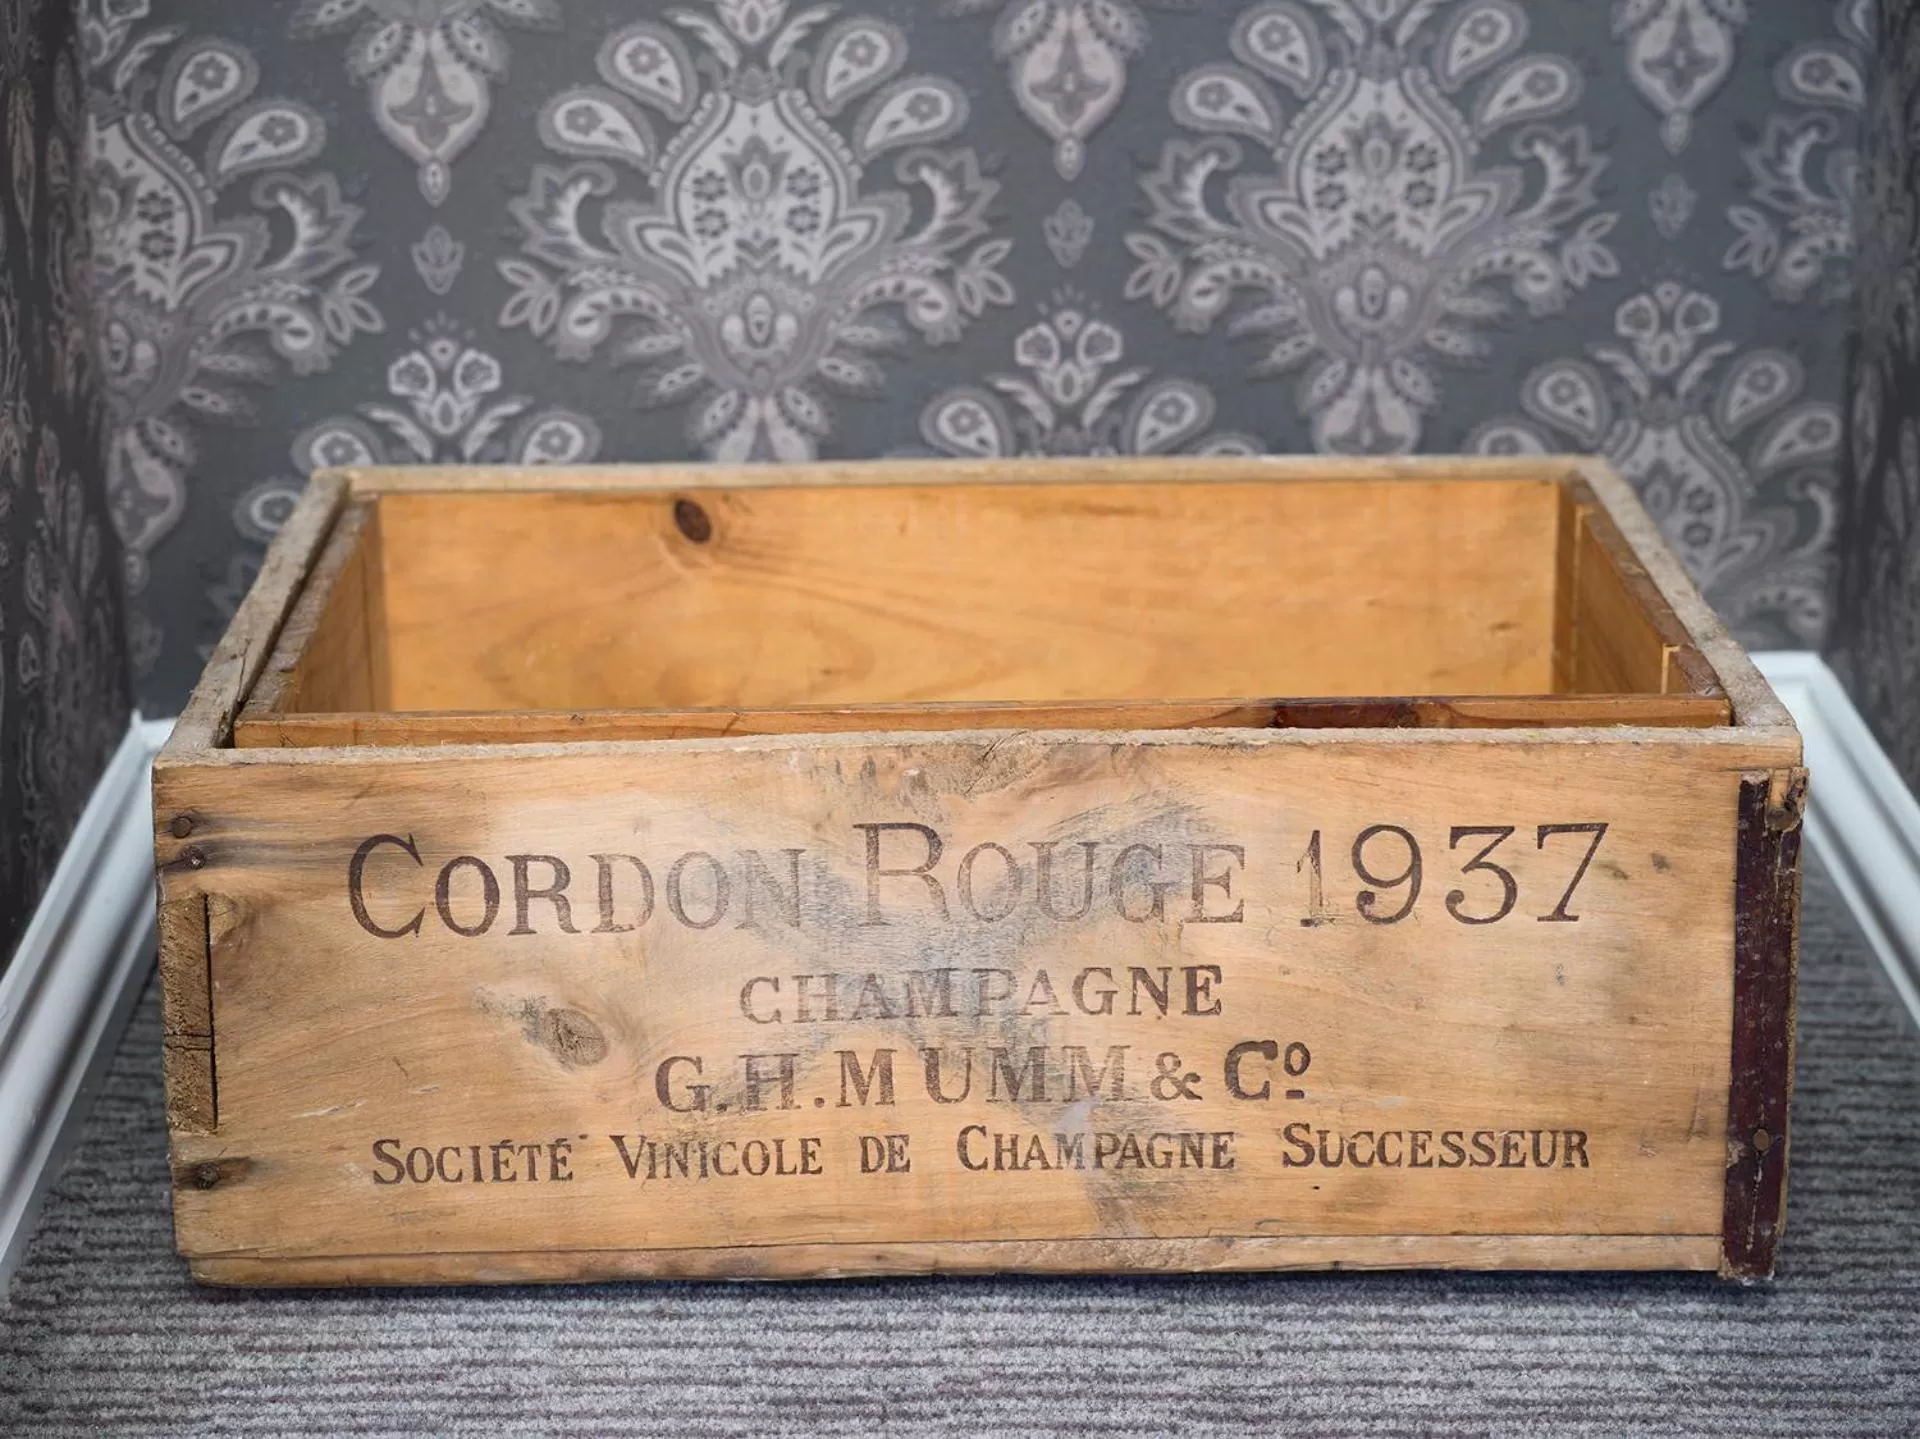 CORDON ROUGE 1937
CHAMPAGNE
G.H.MUMM & Cº
SOCIÉTÉ VINICOLE DE CHAMPAGNE SUCCESSEUR